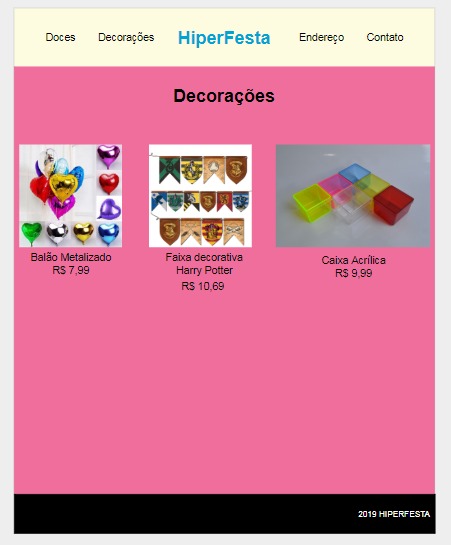 Doces Decorações HiperFesta Endereço Contato
Decorações
Balão Metalizado
R$ 7,99
Faixa decorativa
Harry Potter
R$ 10,69
Caixa Acrílica
R$ 9,99
2019 HIPERFESTA